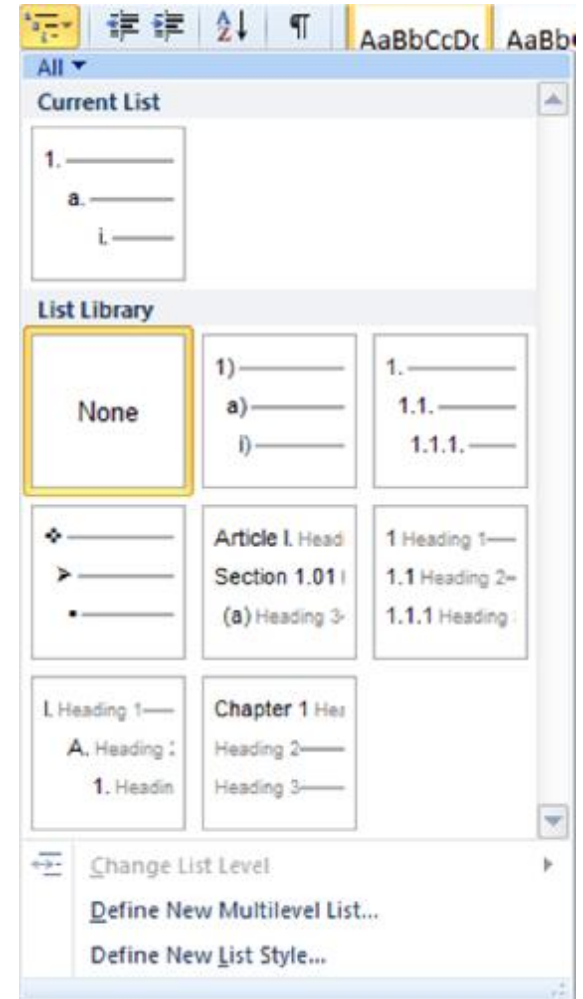 AaBbCcDc AaBb
All
Current List
1.
a.
i.
List Library
None
1)
a)
i)
1.
1.1.
1.1.1.
Article I. Headi
Section 1.01
(a) Heading 3
1 Heading 1
1.1 Heading 2
1.1.1 Heading
I. Heading 1
A. Heading
1. Headin
Chapter 1 Hea
Heading 2
Heading 3
Change List Level
Define New Multilevel List...
Define New List Style...